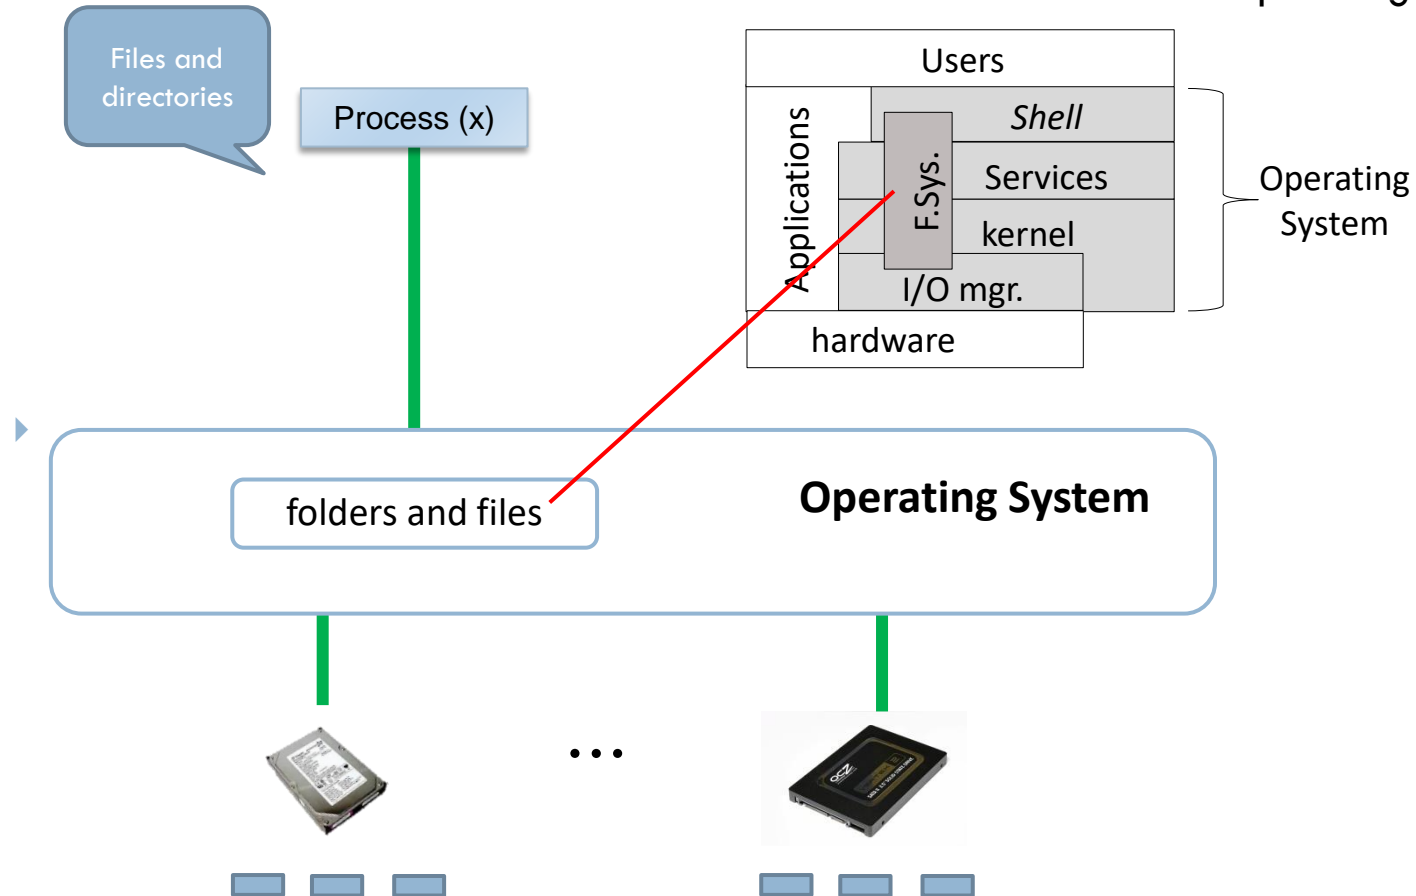 Files and
directories
Process (x)
Users
Applications
Shell
F.Sys.
Services
kernel
I/O mgr.
hardware
Operating
System
folders and files
Operating System
...
OCZ